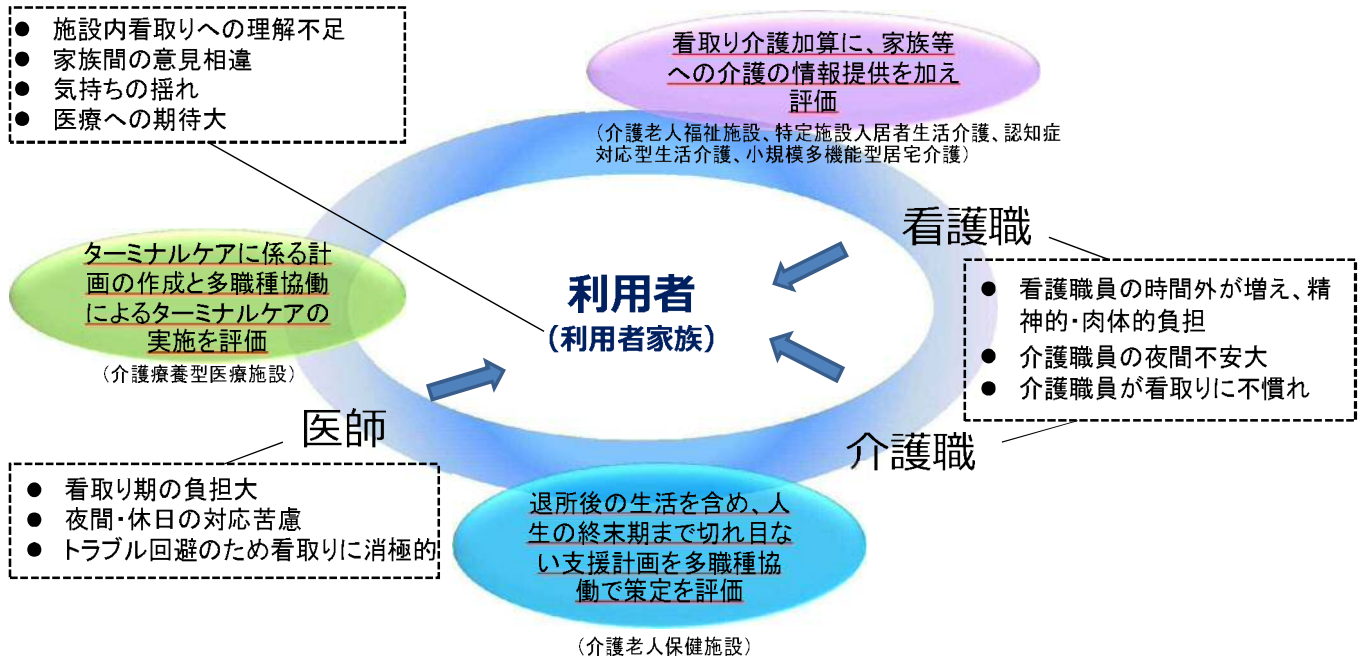 ● 施設内看取りへの理解不足
● 家族間の意見相違
● 気持ちの揺れ
● 医療への期待大
看取り介護加算に、家族等
への介護の情報提供を加え
評価
（介護老人福祉施設、特定施設入居者生活介護、認知症
対応型生活介護、小規模多機能型居宅介護）
看護職
ターミナルケアに係る計
画の作成と多職種協働
によるターミナルケアの
実施を評価
（介護療養型医療施設）
利用者
（利用者家族）
● 看護職員の時間外が増え、精
神的・肉体的負担
● 介護職員の夜間不安大
● 介護職員が看取りに不慣れ
医師
介護職
● 看取り期の負担大
● 夜間・休日の対応苦慮
● トラブル回避のため看取りに消極的
退所後の生活を含め、人
生の終末期まで切れ目な
い支援計画を多職種協
働で策定を評価
（介護老人保健施設）